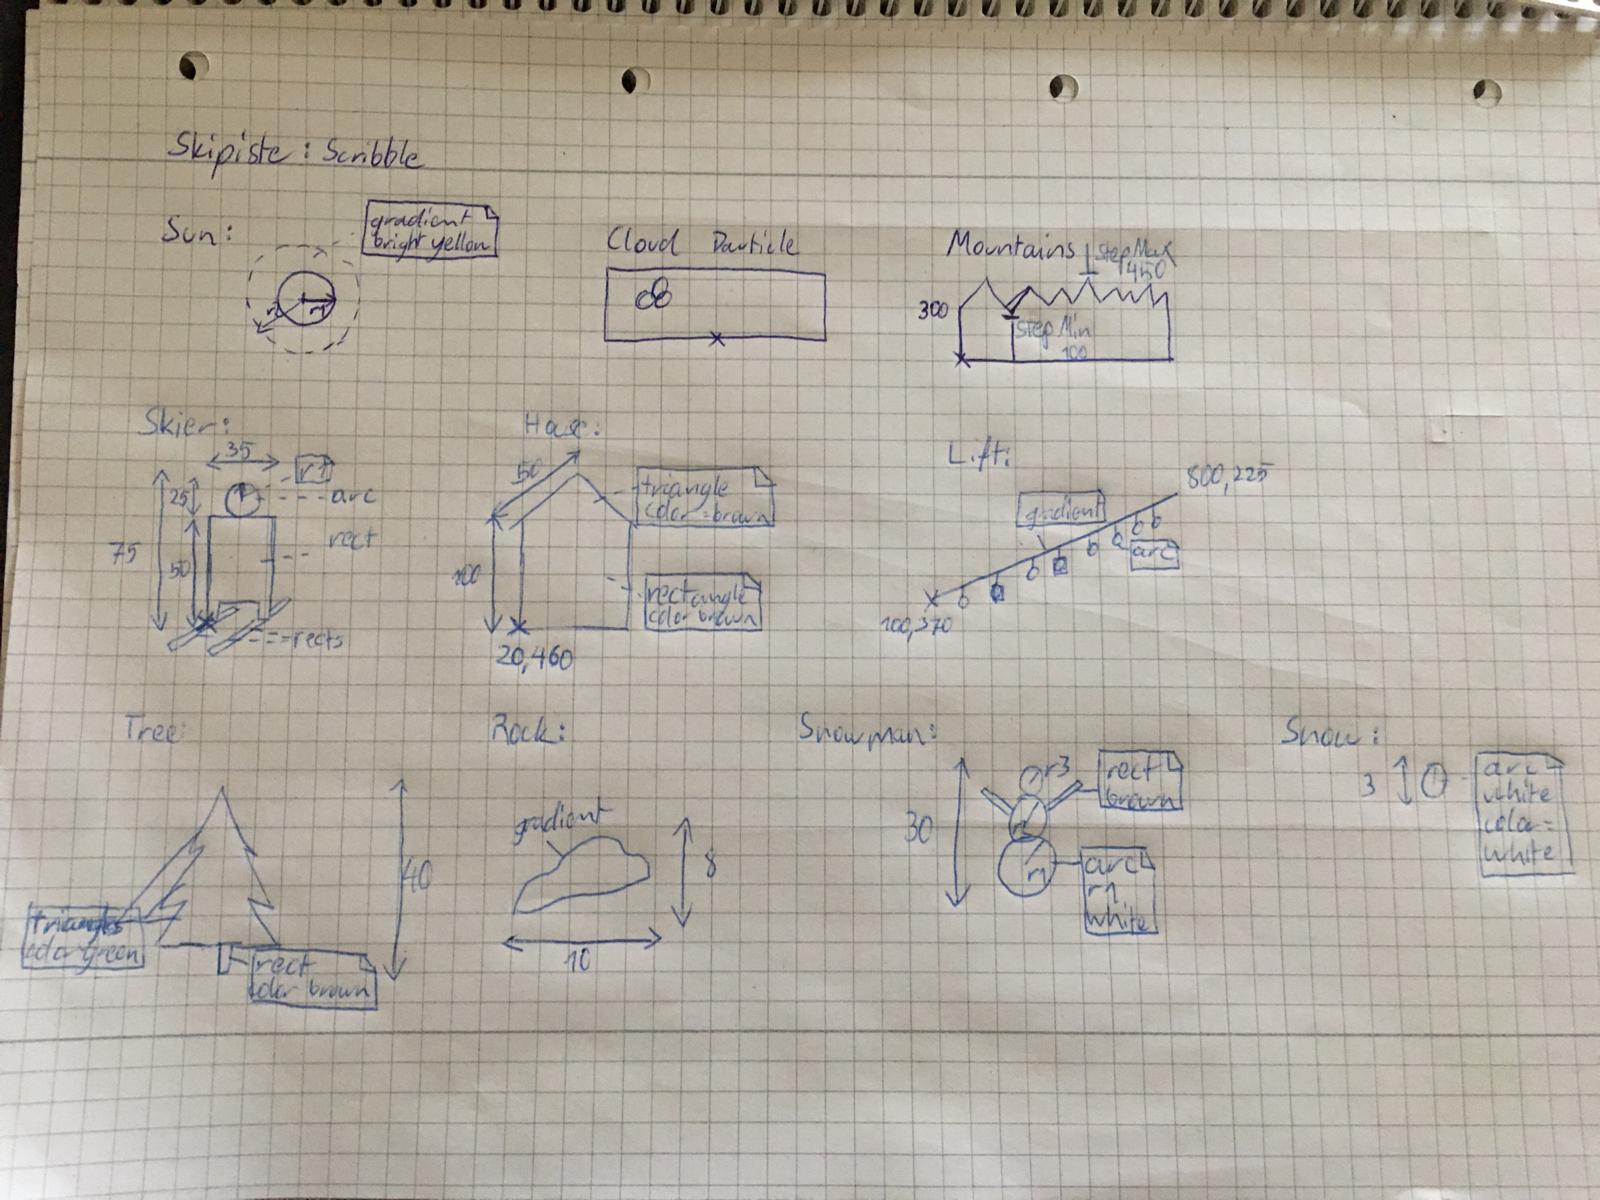 Skipiste: Scribble
Sun:
gradient
bright yellow
r1
Cloud Particle
Mountains
StepMax
450
300
Step Min
100
Skier:
35
r1
25
arc
75
50
rect
rects
50
triangle
color=brown
100
rectangle
color brown
20,460
Lift:
800,225
gradient
arc
100,370
Tree:
40
triangles
color green
rect
color brown
Rock:
gradient
8
10
Snowman:
r3
rect
brown
30
r1
arc
r1
white
Snow:
3
arc
white
color=
white